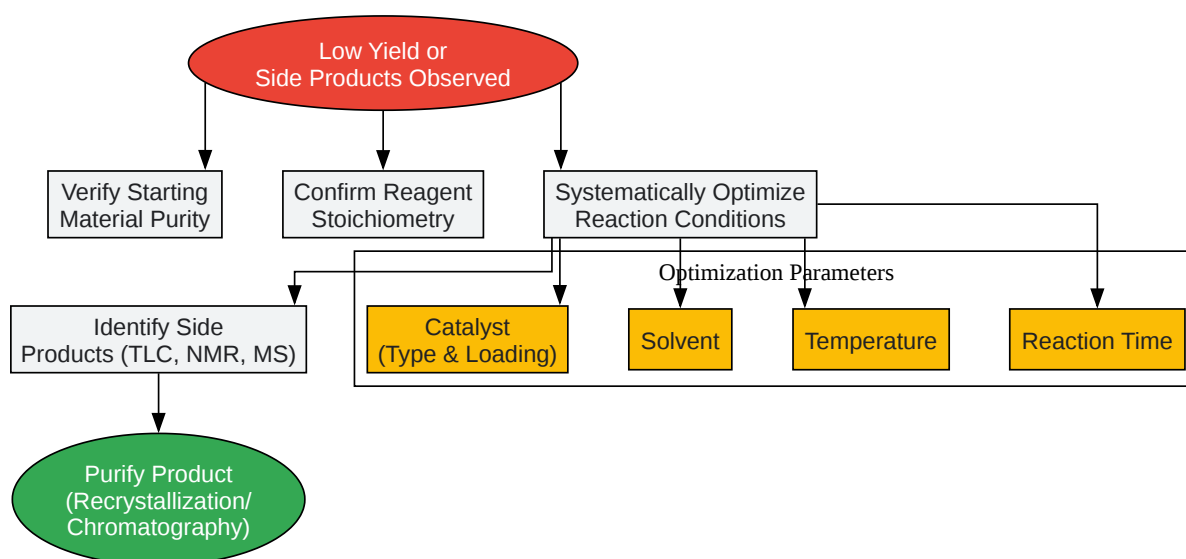 Low Yield or
Side Products Observed
Verify Starting
Material Purity
Confirm Reagent
Stoichiometry
Systematically Optimize
Reaction Conditions
Optimization Parameters
Identify Side
Products (TLC, NMR, MS)
Catalyst
(Type & Loading)
Solvent
Temperature
Reaction Time
Purify Product
(Recrystallization/
Chromatography)